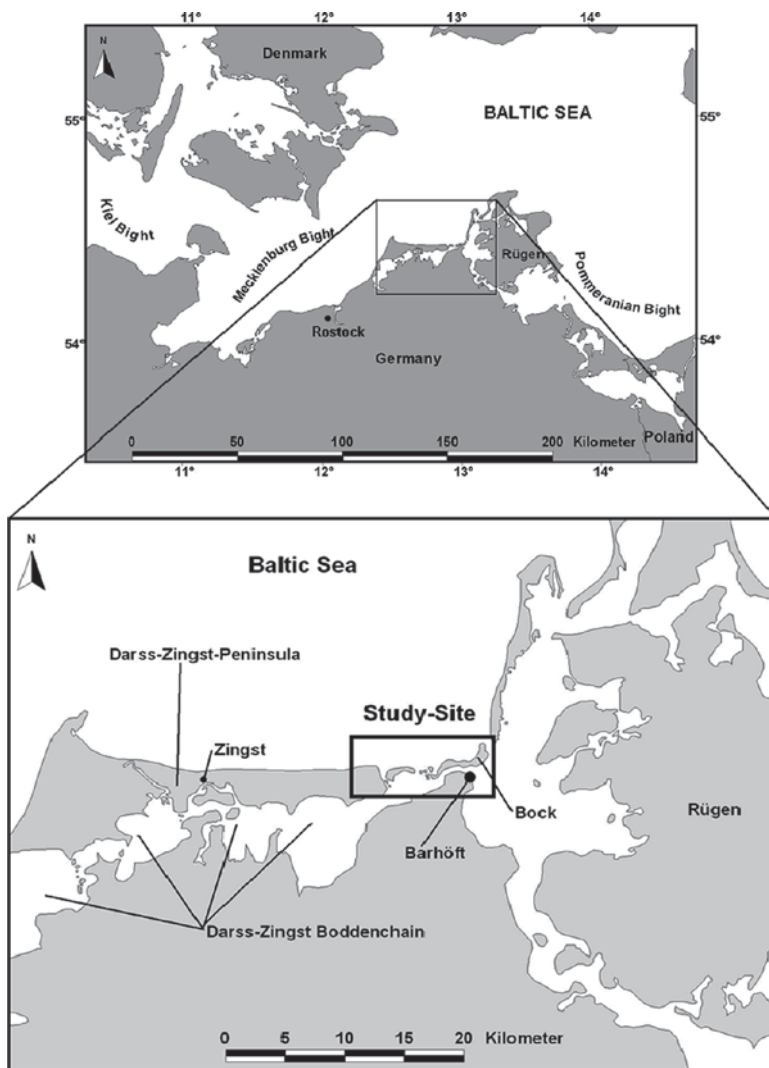 11°
12°
13°
14°
N
Denmark
55°
55°
BALTIC SEA
Kiel Bight
Mecklenburg Bight
Rügen
Pommeranian Bight
Rostock
54°
54°
Germany
0 50 100 150 200 Kilometer
Poland
11°
12°
13°
14°
N
Baltic Sea
Darss-Zingst-Peninsula
Study-Site
Zingst
Bock
Rügen
Barhöft
Darss-Zingst Boddenchain
0 5 10 15 20 Kilometer